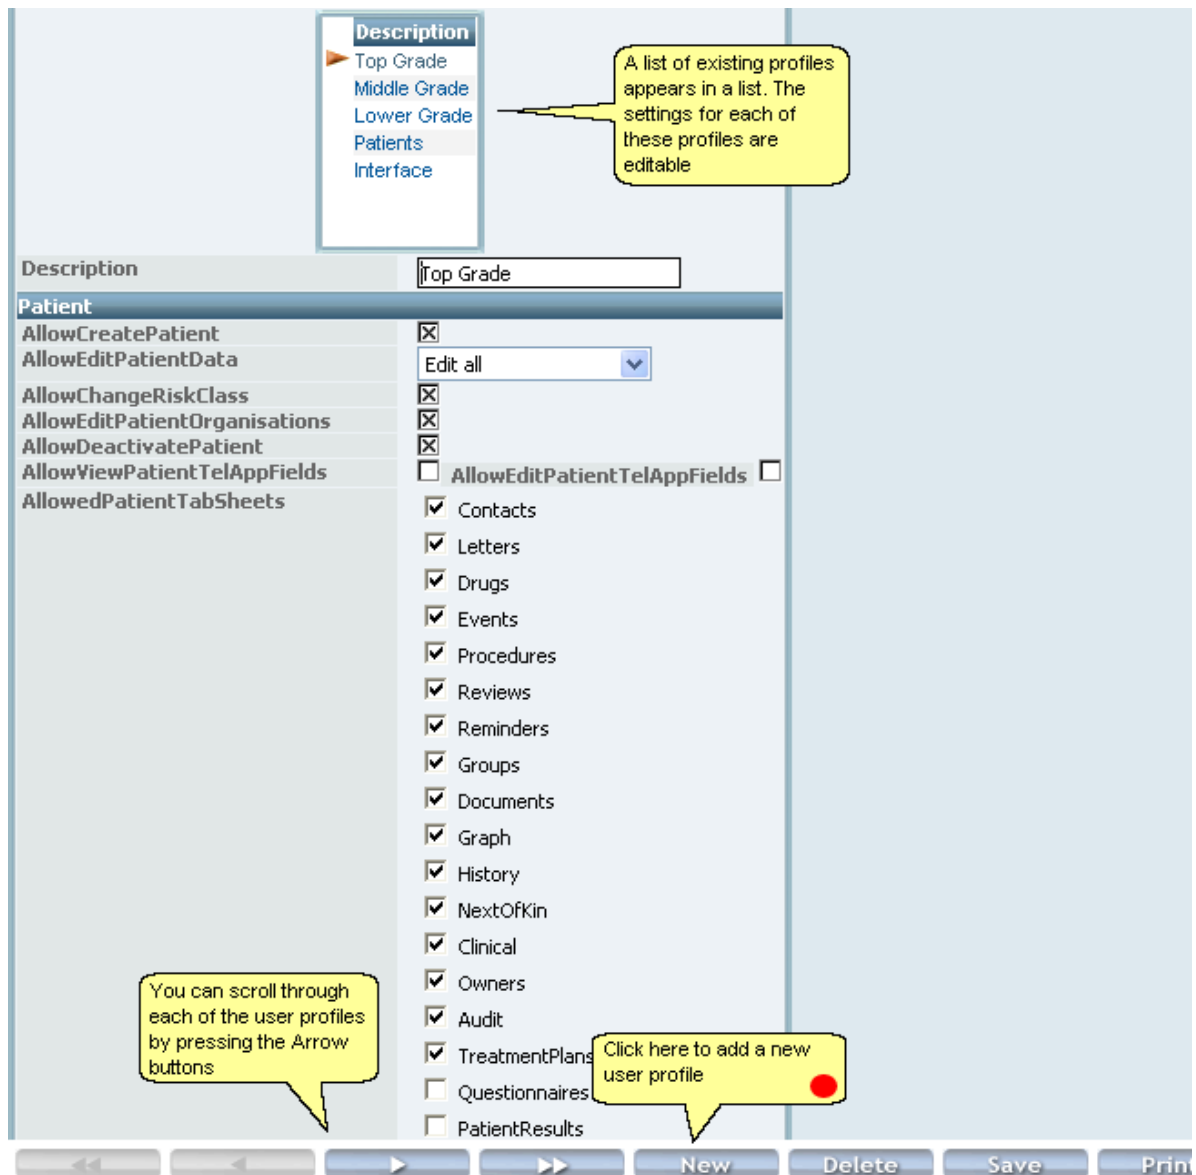 Description
Top Grade
Middle Grade
Lower Grade
Patients
Interface
A list of existing profiles
appears in a list. The
settings for each of
these profiles are
editable
Description
Top Grade
Patient
AllowCreatePatient
AllowEditPatientData
Edit all
AllowChangeRiskClass
AllowEditPatientOrganisations
AllowDeactivatePatient
AllowViewPatientTelAppFields AllowEditPatientTelAppFields
AllowedPatientTabSheets
Contacts
Letters
Drugs
Events
Procedures
Reviews
Reminders
Groups
Documents
Graph
History
NextOfKin
Clinical
Owners
Audit
TreatmentPlans
Questionnaires
PatientResults
You can scroll through
each of the user profiles
by pressing the Arrow
buttons
Click here to add a new
user profile
New Delete Save Prin